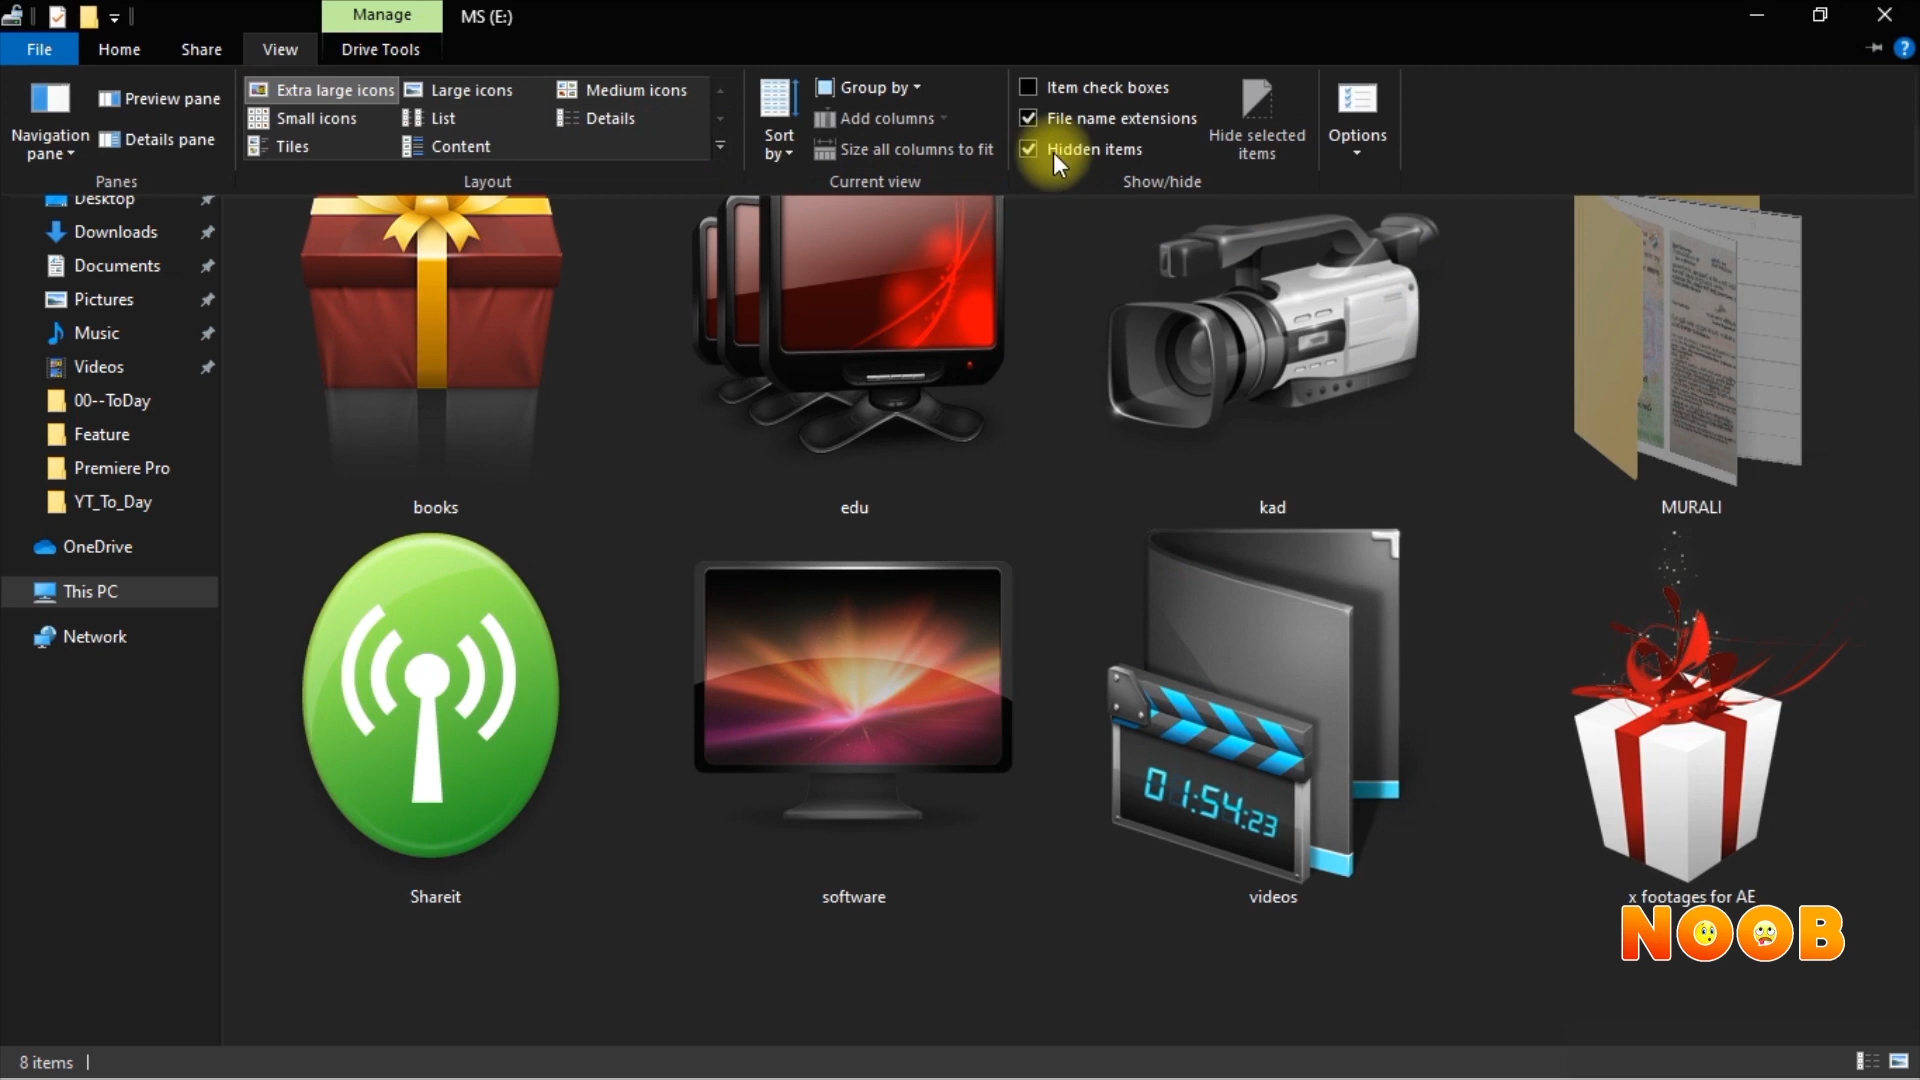 Manage
MS (E:)
File
Home
Share
View
Drive Tools
Navigation pane
Preview pane
Details pane
Panes
Extra large icons
Large icons
Medium icons
Small icons
List
Details
Tiles
Content
Layout
Sort by
Group by
Add columns
Size all columns to fit
Current view
Item check boxes
File name extensions
Hidden items
Hide selected items
Show/hide
Options
Desktop
Downloads
Documents
Pictures
Music
Videos
00--ToDay
Feature
Premiere Pro
YT_To_Day
OneDrive
This PC
Network
books
edu
kad
MURALI
01:54:23
Shareit
software
videos
x footages for AE
NOOB
8 items